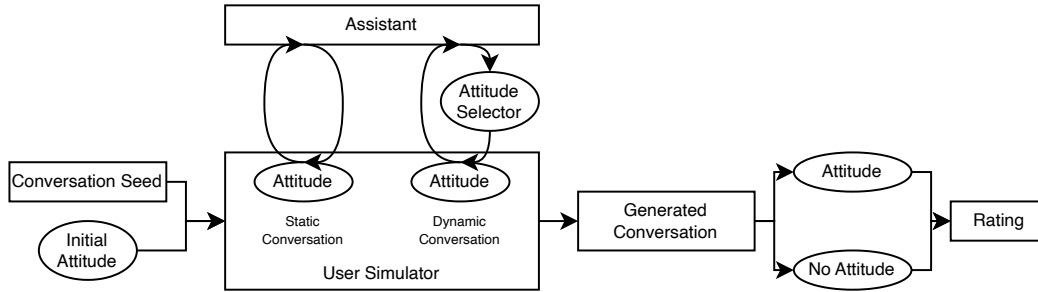 Assistant
Attitude
Selector
Conversation Seed
Initial
Attitude
Attitude
Static
Conversation
Attitude
Dynamic
Conversation
User Simulator
Generated
Conversation
Attitude
No Attitude
Rating